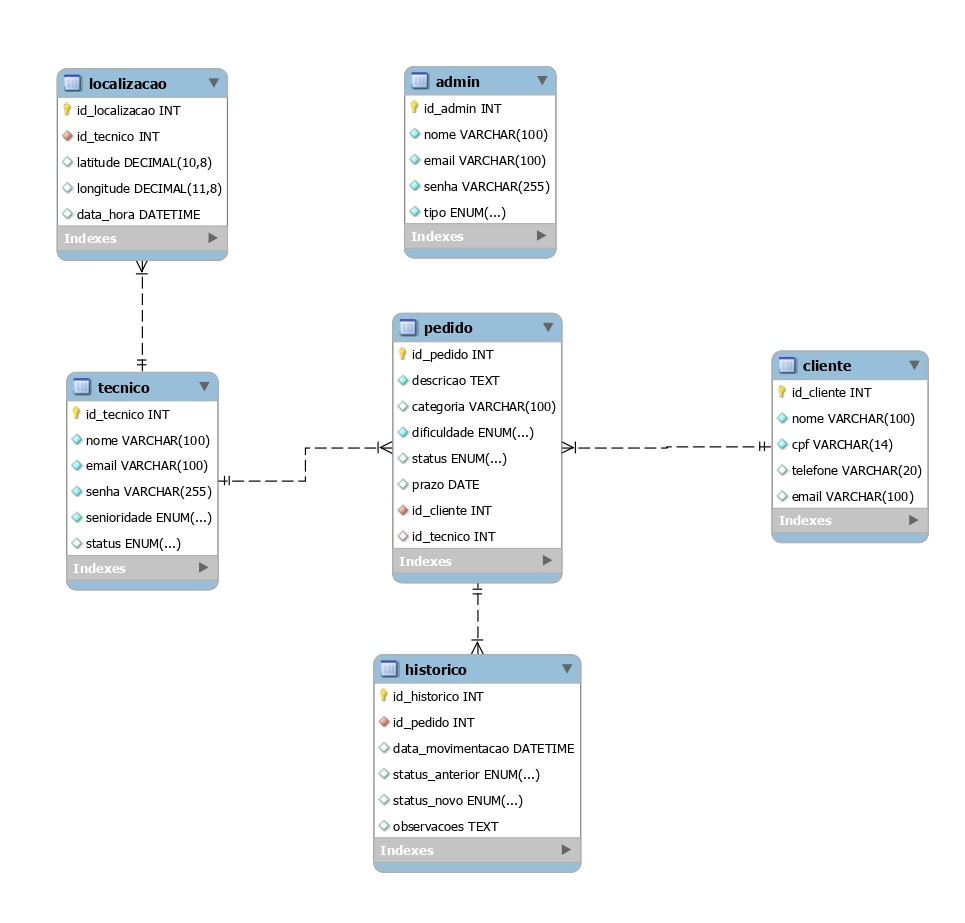 localizacao
id_localizacao INT
id_tecnico INT
latitude DECIMAL(10,8)
longitude DECIMAL(11,8)
data_hora DATETIME
Indexes
admin
id_admin INT
nome VARCHAR(100)
email VARCHAR(100)
senha VARCHAR(255)
tipo ENUM(...)
Indexes
tecnico
id_tecnico INT
nome VARCHAR(100)
email VARCHAR(100)
senha VARCHAR(255)
senioridade ENUM(...)
status ENUM(...)
Indexes
pedido
id_pedido INT
descricao TEXT
categoria VARCHAR(100)
dificuldade ENUM(...)
status ENUM(...)
prazo DATE
id_cliente INT
id_tecnico INT
Indexes
cliente
id_cliente INT
nome VARCHAR(100)
cpf VARCHAR(14)
telefone VARCHAR(20)
email VARCHAR(100)
Indexes
historico
id_historico INT
id_pedido INT
data_movimentacao DATETIME
status_anterior ENUM(...)
status_novo ENUM(...)
observacoes TEXT
Indexes